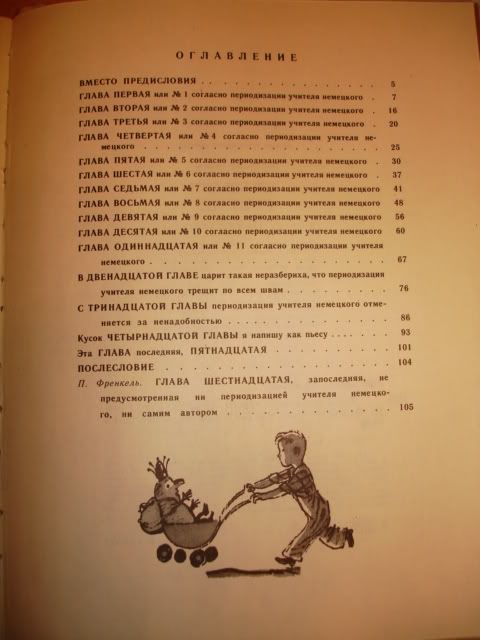 ОГЛАВЛЕНИЕ
ВМЕСТО ПРЕДИСЛОВИЯ . . . . . . . . . . . . . . 5
ГЛАВА ПЕРВАЯ или № 1 согласно периодизации учителя немецкого . 7
ГЛАВА ВТОРАЯ или № 2 согласно периодизации учителя немецкого . 16
ГЛАВА ТРЕТЬЯ или № 3 согласно периодизации учителя немецкого . 20
ГЛАВА ЧЕТВЕРТАЯ или № 4 согласно периодизации учителя не-
мецкого . . . . . . . . . . . . . . . . . . 25
ГЛАВА ПЯТАЯ или № 5 согласно периодизации учителя немецкого . 30
ГЛАВА ШЕСТАЯ или № 6 согласно периодизации учителя немецкого . 37
ГЛАВА СЕДЬМАЯ или № 7 согласно периодизации учителя немецкого 41
ГЛАВА ВОСЬМАЯ или № 8 согласно периодизации учителя немецкого 48
ГЛАВА ДЕВЯТАЯ или № 9 согласно периодизации учителя немецкого 56
ГЛАВА ДЕСЯТАЯ или № 10 согласно периодизации учителя немецкого 60
ГЛАВА ОДИННАДЦАТАЯ или № 11 согласно периодизации учителя
немецкого . . . . . . . . . . . . . . . . . . 67
В ДВЕНАДЦАТОЙ ГЛАВЕ царит такая неразбериха, что периодизация
учителя немецкого трещит по всем швам . . . . . . . . 76
С ТРИНАДЦАТОЙ ГЛАВЫ периодизация учителя немецкого отме-
няется за ненадобностью . . . . . . . . . . . . . 86
Кусок ЧЕТЫРНАДЦАТОЙ ГЛАВЫ я напишу как пьесу . . . . . 93
Эта ГЛАВА последняя, ПЯТНАДЦАТАЯ . . . . . . . . . 101
ПОСЛЕСЛОВИЕ . . . . . . . . . . . . . . . . 104
П. Френкель. ГЛАВА ШЕСТНАДЦАТАЯ, запоследняя, не
предусмотренная ни периодизацией учителя немецко-
го, ни самим автором . . . . . . . . . . . . . 105